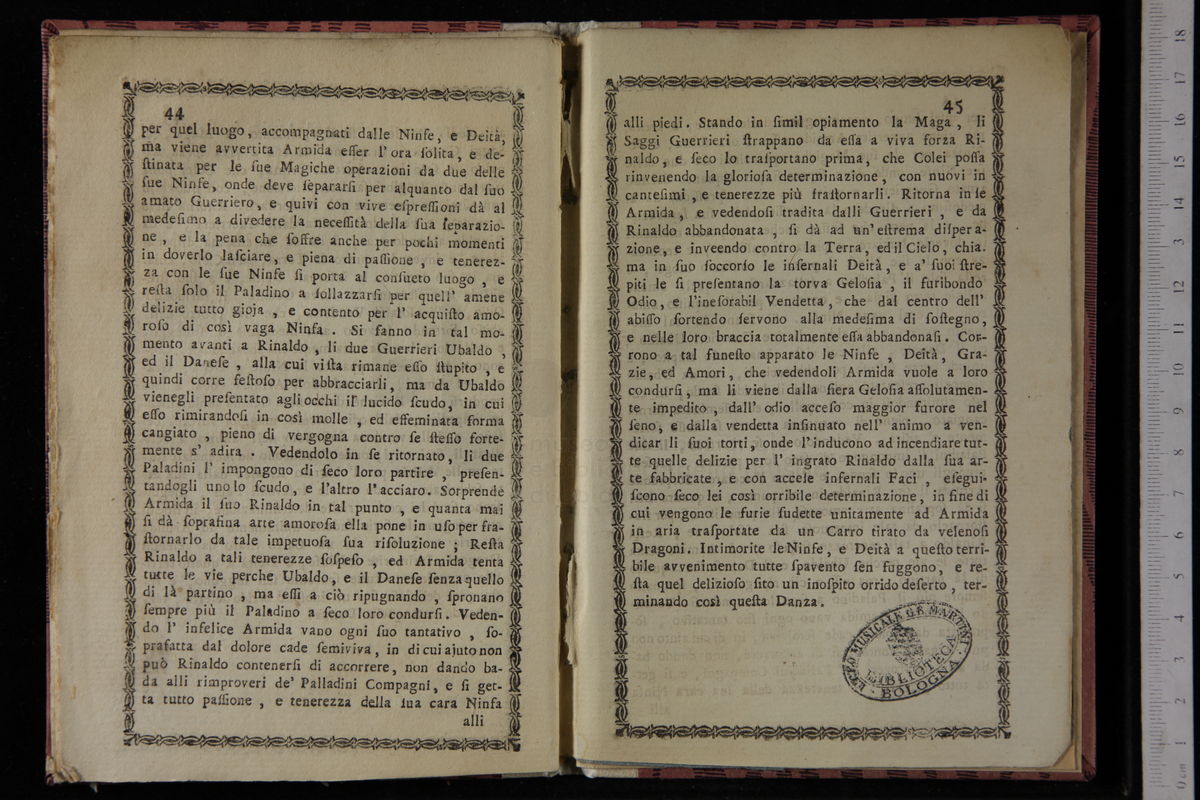 44
per quel luogo, accompagnati dalle Ninfe, e Deità,
ma viene avvertita Armida eſſer l'ora ſolita, e de-
ſtinata per le ſue Magiche operazioni da due delle
ſue Ninfe, onde deve ſepararſi per alquanto dal ſuo
amato Guerriero, e quivi con vive eſpreſſioni dà al
medeſimo a divedere la neceſſità della ſua ſeparazio-
ne, e la pena che ſoffre anche per pochi momenti
in doverlo laſciare, e piena di paſſione, e tenerez-
za con le ſue Ninfe ſi porta al conſueto luogo, e
reſta ſolo il Paladino a ſollazzarſi per quell' amene
delizie tutto gioja, e contento per l' acquiſto amo-
roſo di così vaga Ninfa. Si fanno in tal mo-
mento avanti a Rinaldo, li due Guerrieri Ubaldo,
ed il Daneſe, alla cui viſta rimane eſſo ſtupito, e
quindi corre feſtoſo per abbracciarli, ma da Ubaldo
vienegli preſentato agli occhi il lucido ſcudo, in cui
eſſo rimirandoſi in così molle, ed effeminata forma
cangiato, pieno di vergogna contro ſe ſteſſo forte-
mente s' adira. Vedendolo in ſe ritornato, li due
Paladini l' impongono di ſeco loro partire, preſen-
tandogli uno lo ſcudo, e l'altro l'acciaro. Sorprende
Armida il ſuo Rinaldo in tal punto, e quanta mai
ſi dà ſopraſina arte amoroſa ella pone in uſo per fra-
ſtornarlo da tale impetuoſa ſua riſoluzione; Reſta
Rinaldo a tali tenerezze ſoſpeſo, ed Armida tenta
tutte le vie perche Ubaldo, e il Daneſe ſenza quello
di là partino, ma eſſi a ciò ripugnando, ſpronano
ſempre più il Paladino a ſeco loro condurſi. Veden-
do l' infelice Armida vano ogni ſuo tantativo, ſo-
prafatta dal dolore cade ſemiviva, in di cui ajuto non
può Rinaldo contenerſi di accorrere, non dando ba-
da alli rimproveri de' Palladini Compagni, e ſi get-
ta tutto paſſione, e tenerezza della ſua cara Ninfa
alli
45
alli piedi. Stando in ſimil opiamento la Maga, li
Saggi Guerrieri ſtrappano da eſſa a viva forza Ri-
naldo, e ſeco lo traſportano prima, che Colei poſſa
rinvenendo la glorioſa determinazione, con nuovi in
canteſimi, e tenerezze più fraſtornarli. Ritorna in ſe
Armida, e vedendoſi tradita dalli Guerrieri, e da
Rinaldo abbandonata, ſi dà ad un' eſtrema diſpera-
zione, e inveendo contro la Terra, ed il Cielo, chia.
ma in ſuo ſoccorſo le infernali Deità, e a' ſuoi ſtre-
piti le ſi preſentano la torva Geloſia, il furibondo
Odio, e l'ineſorabil Vendetta, che dal centro dell'
abiſſo ſortendo ſervono alla medeſima di ſoſtegno,
e nelle loro braccia totalmente eſſa abbandonaſi. Cor-
rono a tal funeſto apparato le Ninfe, Deità, Gra-
zie, ed Amori, che vedendoli Armida vuole a loro
condurſi, ma li viene dalla fiera Geloſia aſſolutamen-
te impedito, dall' odio acceſo maggior furore nel
ſeno, e dalla vendetta inſinuato nell' animo a ven-
dicar li ſuoi torti, onde l'inducono ad incendiare tut-
te quelle delizie per l' ingrato Rinaldo dalla ſua ar-
te fabbricate, e con acceſe infernali Faci, eſegui-
ſcono ſeco lei così orribile determinazione, in fine di
cui vengono le furie ſudette unitamente ad Armida
in aria traſportate da un Carro tirato da velenoſi
Dragoni. Intimorite le Ninfe, e Deità a queſto terri-
bile avvenimento tutte ſpavento ſen fuggono, e re-
ſta quel delizioſo ſito un inoſpito orrido deſerto, ter-
minando così queſta Danza.
LICEO MUSICALE G.B. MARTINI
BIBLIOTECA
BOLOGNA